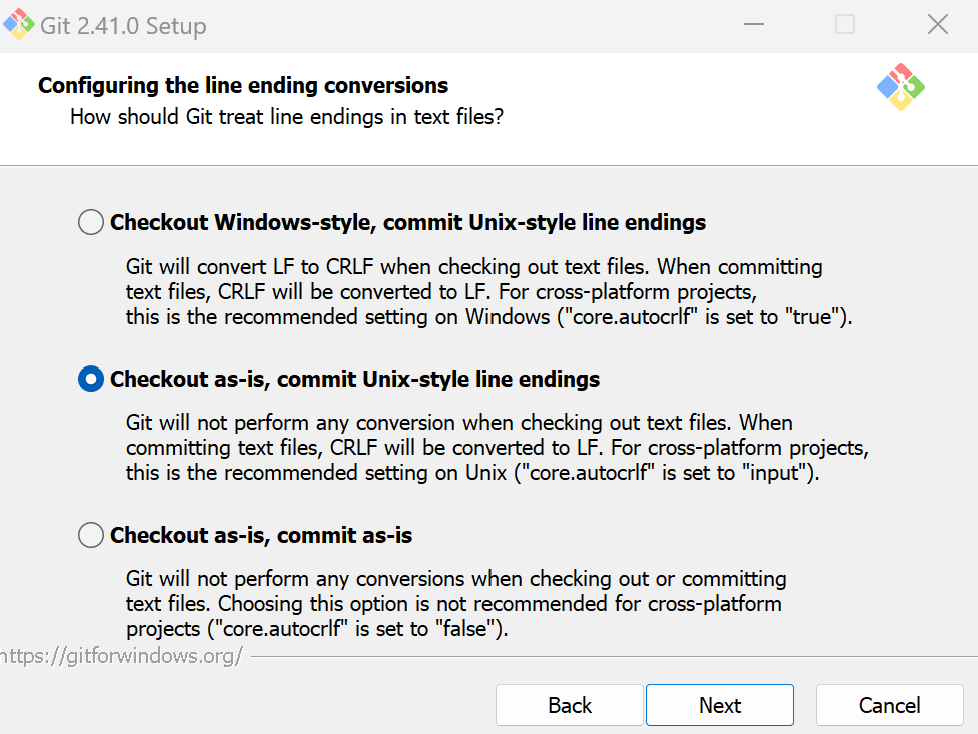 Git 2.41.0 Setup
Configuring the line ending conversions
How should Git treat line endings in text files?
Checkout Windows-style, commit Unix-style line endings
Git will convert LF to CRLF when checking out text files. When committing
text files, CRLF will be converted to LF. For cross-platform projects,
this is the recommended setting on Windows ("core.autocrlf" is set to "true").
Checkout as-is, commit Unix-style line endings
Git will not perform any conversion when checking out text files. When
committing text files, CRLF will be converted to LF. For cross-platform projects,
this is the recommended setting on Unix ("core.autocrlf" is set to "input").
Checkout as-is, commit as-is
Git will not perform any conversions when checking out or committing
text files. Choosing this option is not recommended for cross-platform
projects ("core.autocrlf" is set to "false").
https://gitforwindows.org/
Back Next Cancel